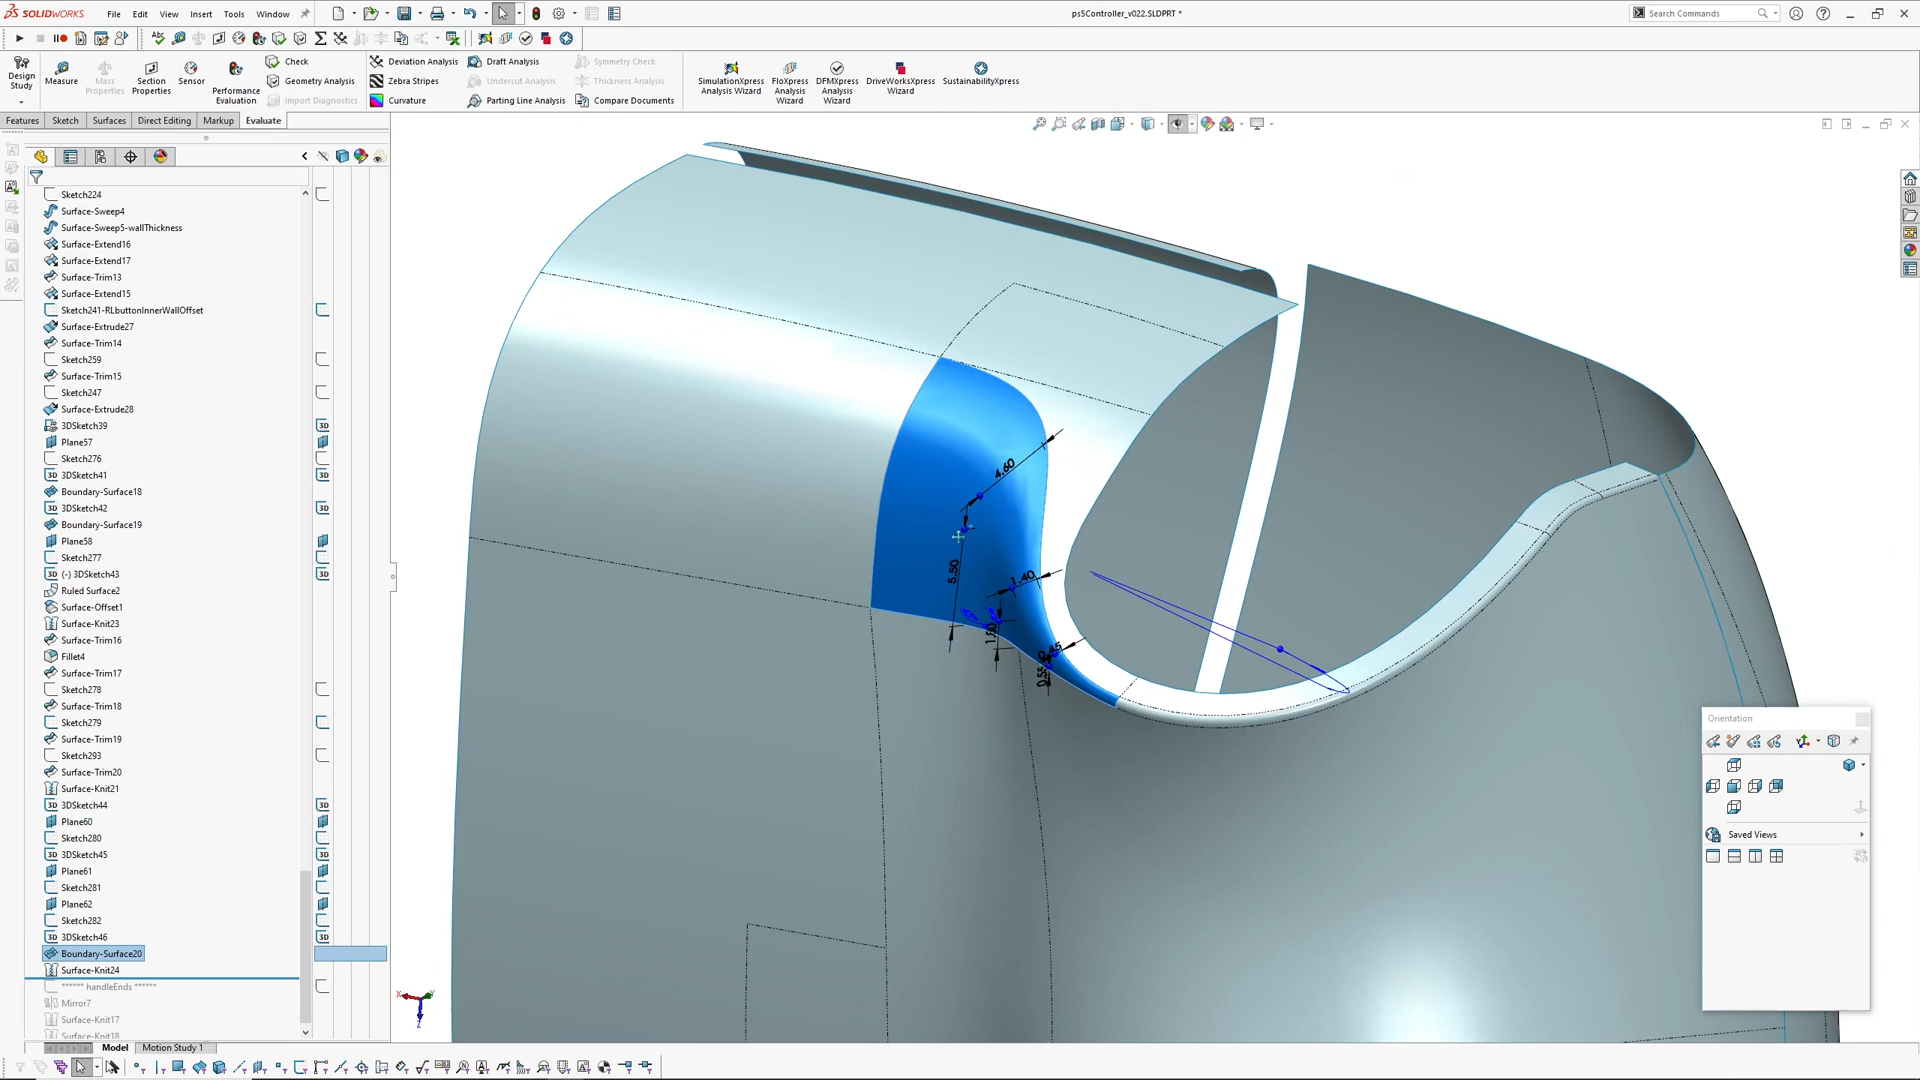 SOLIDWORKS
File
Edit
View
Insert
Tools
Window
ps5Controller_v022.SLDPRT *
Search Commands
Design Study
Measure
Mass Properties
Section Properties
Sensor
Performance Evaluation
Check
Geometry Analysis
Import Diagnostics
Deviation Analysis
Zebra Stripes
Curvature
Draft Analysis
Undercut Analysis
Parting Line Analysis
Symmetry Check
Thickness Analysis
Compare Documents
SimulationXpress Analysis Wizard
FloXpress Analysis Wizard
DFMXpress Analysis Wizard
DriveWorksXpress Wizard
SustainabilityXpress
Features
Sketch
Surfaces
Direct Editing
Markup
Evaluate
Sketch224
Surface-Sweep4
Surface-Sweep5-wallThickness
Surface-Extend16
Surface-Extend17
Surface-Trim13
Surface-Extend15
Sketch241-RLbuttonInnerWallOffset
Surface-Extrude27
Surface-Trim14
Sketch259
Surface-Trim15
Sketch247
Surface-Extrude28
3DSketch39
Plane57
Sketch276
3DSketch41
Boundary-Surface18
3DSketch42
Boundary-Surface19
Plane58
Sketch277
(-) 3DSketch43
Ruled Surface2
Surface-Offset1
Surface-Knit23
Surface-Trim16
Fillet4
Surface-Trim17
Sketch278
Surface-Trim18
Sketch279
Surface-Trim19
Sketch293
Surface-Trim20
Surface-Knit21
3DSketch44
Plane60
Sketch280
3DSketch45
Plane61
Sketch281
Plane62
Sketch282
3DSketch46
Boundary-Surface20
Surface-Knit24
****** handleEnds ******
Mirror7
Surface-Knit17
Surface-Knit18
4.60
5.50
1.40
Orientation
Saved Views
Model
Motion Study 1